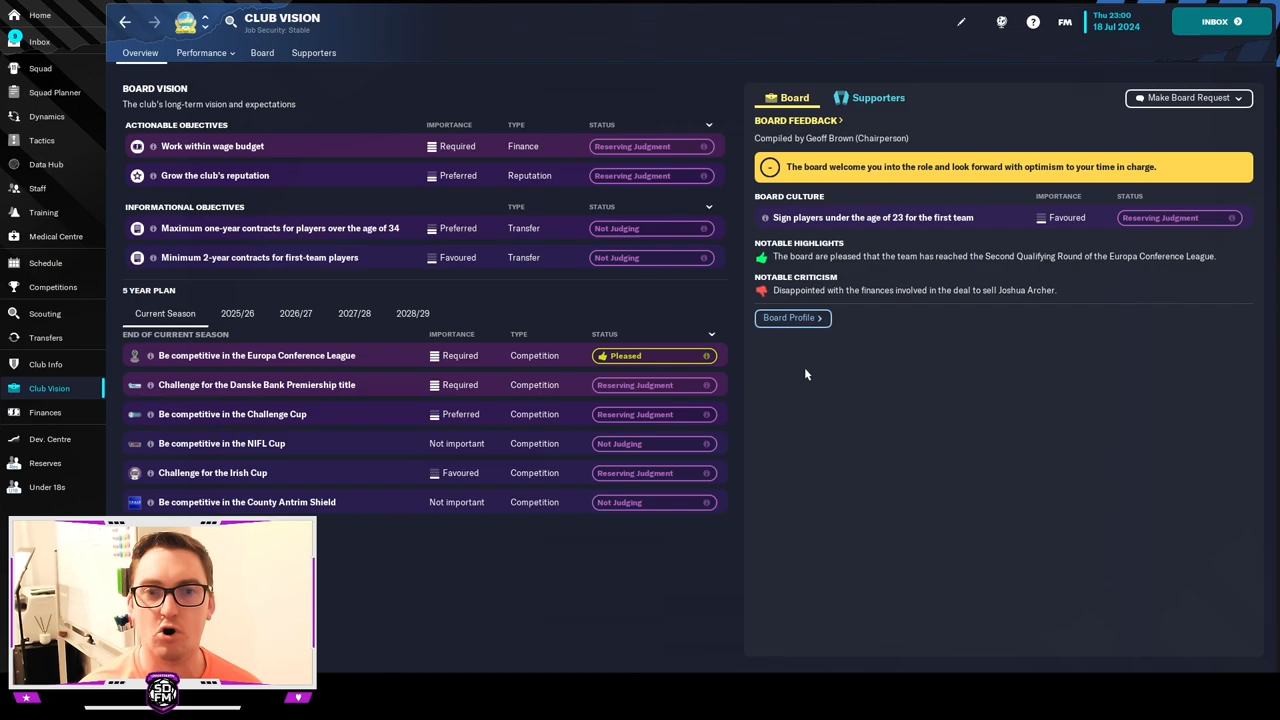 Home
9
Inbox
Squad
Squad Planner
Dynamics
Tactics
Data Hub
Staff
Training
Medical Centre
Schedule
Competitions
Scouting
Transfers
Club Info
Club Vision
Finances
Dev. Centre
Reserves
Under 18s
CLUB VISION
Job Security: Stable
FM
Thu 23:00
18 Jul 2024
INBOX
Overview Performance Board Supporters
BOARD VISION
The club's long-term vision and expectations
ACTIONABLE OBJECTIVES IMPORTANCE TYPE STATUS
Work within wage budget Required Finance Reserving Judgment
Grow the club's reputation Preferred Reputation Reserving Judgment
INFORMATIONAL OBJECTIVES TYPE STATUS
Maximum one-year contracts for players over the age of 34 Preferred Transfer Not Judging
Minimum 2-year contracts for first-team players Favoured Transfer Not Judging
5 YEAR PLAN
Current Season 2025/26 2026/27 2027/28 2028/29
END OF CURRENT SEASON IMPORTANCE TYPE STATUS
Be competitive in the Europa Conference League Required Competition Pleased
Challenge for the Danske Bank Premiership title Required Competition Reserving Judgment
Be competitive in the Challenge Cup Preferred Competition Reserving Judgment
Be competitive in the NIFL Cup Not important Competition Not Judging
Challenge for the Irish Cup Favoured Competition Reserving Judgment
Be competitive in the County Antrim Shield Not important Competition Not Judging
Board Supporters Make Board Request
BOARD FEEDBACK >
Compiled by Geoff Brown (Chairperson)
The board welcome you into the role and look forward with optimism to your time in charge.
BOARD CULTURE IMPORTANCE STATUS
Sign players under the age of 23 for the first team Favoured Reserving Judgment
NOTABLE HIGHLIGHTS
The board are pleased that the team has reached the Second Qualifying Round of the Europa Conference League.
NOTABLE CRITICISM
Disappointed with the finances involved in the deal to sell Joshua Archer.
Board Profile >
SD
FM